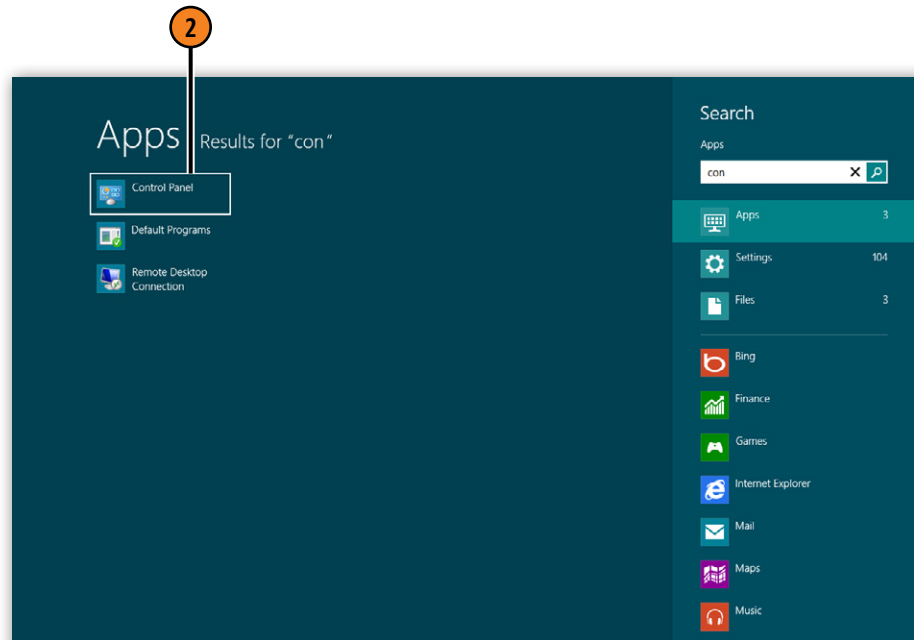 2
Apps Results for "con"
Control Panel
Default Programs
Remote Desktop
Connection
Search
Apps
con
Apps 3
Settings 104
Files 3
Bing
Finance
Games
Internet Explorer
Mail
Maps
Music